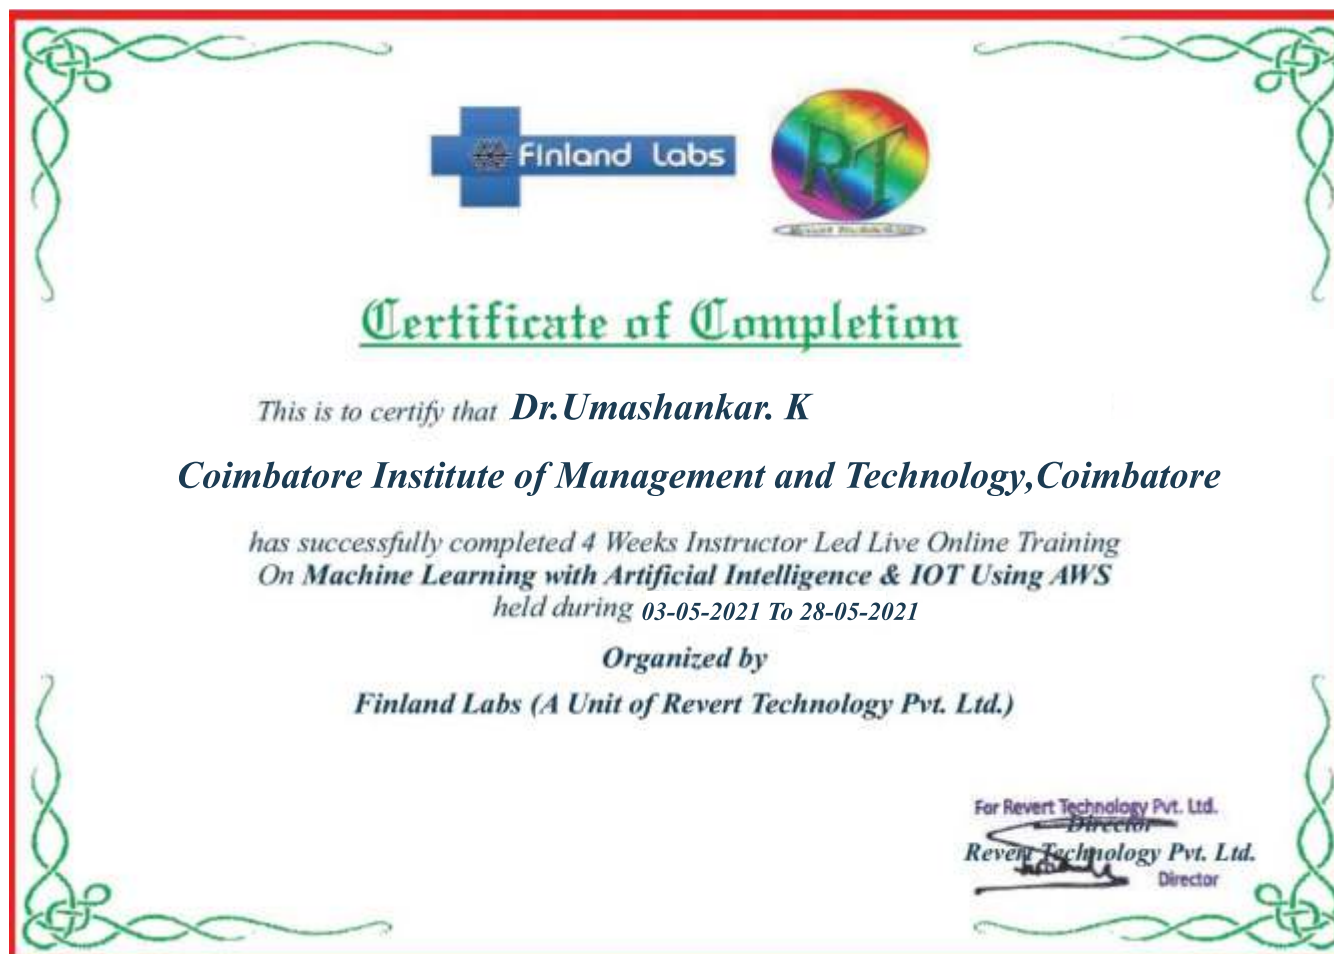 Finland Labs
RT
Certificate of Completion
This is to certify that Dr.Umashankar. K
Coimbatore Institute of Management and Technology,Coimbatore
has successfully completed 4 Weeks Instructor Led Live Online Training
On Machine Learning with Artificial Intelligence & IOT Using AWS
held during 03-05-2021 To 28-05-2021
Organized by
Finland Labs (A Unit of Revert Technology Pvt. Ltd.)
For Revert Technology Pvt. Ltd.
Director
Revert Technology Pvt. Ltd.
Director